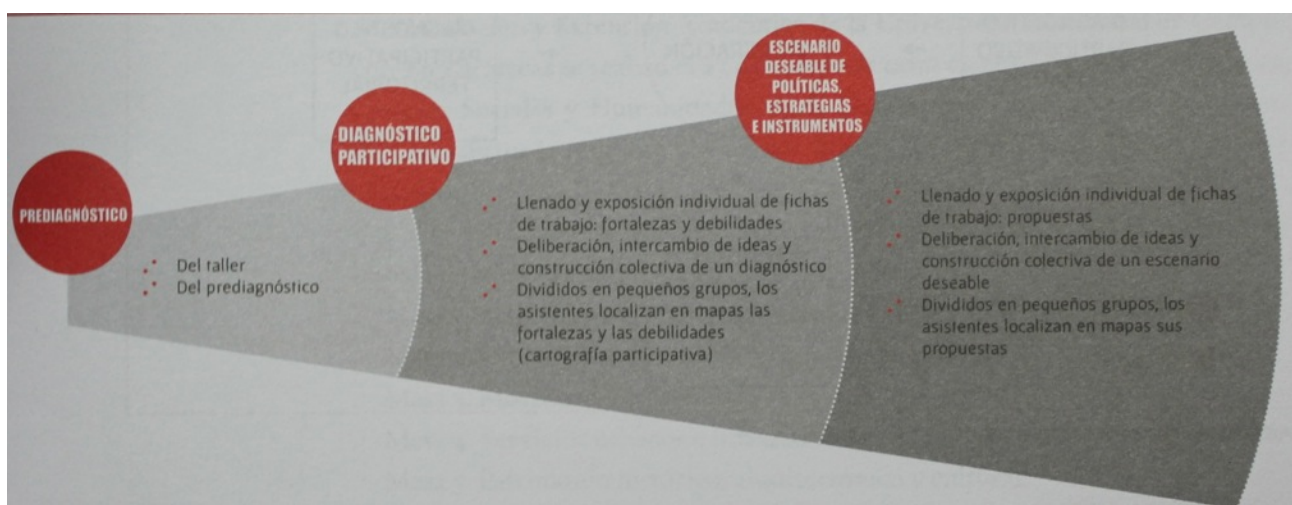 PREDIAGNÓSTICO
Del taller
Del prediagnóstico
DIAGNÓSTICO
PARTICIPATIVO
Llenado y exposición individual de fichas
de trabajo: fortalezas y debilidades
Deliberación, intercambio de ideas y
construcción colectiva de un diagnóstico
Divididos en pequeños grupos, los
asistentes localizan en mapas las
fortalezas y las debilidades
(cartografía participativa)
ESCENARIO
DESEABLE DE
POLÍTICAS,
ESTRATEGIAS
E INSTRUMENTOS
Llenado y exposición individual de fichas
de trabajo: propuestas
Deliberación, intercambio de ideas y
construcción colectiva de un escenario
deseable
Divididos en pequeños grupos, los
asistentes localizan en mapas sus
propuestas